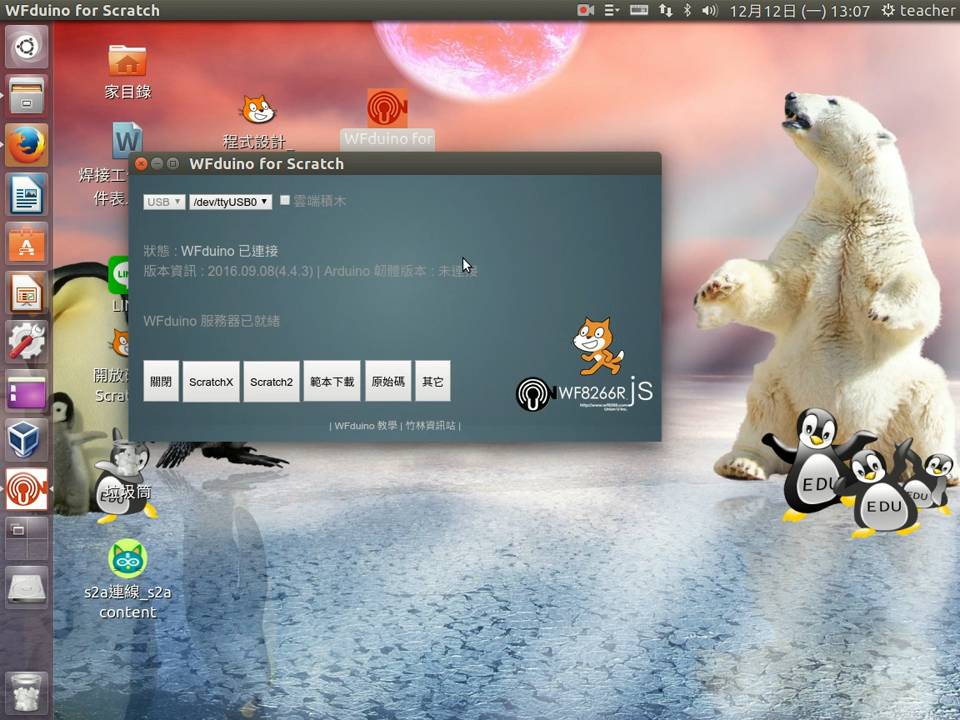 WFduino for Scratch
12月12日 (一) 13:07 teacher
家目錄
程式設計_
WFduino for
焊接工
件表.
WFduino for Scratch
USB /dev/ttyUSB0 雲端積木
狀態 : WFduino 已連接
版本資訊 : 2016.09.08(4.4.3) | Arduino 韌體版本 : 未連接
WFduino 服務器已就緒
關閉 ScratchX Scratch2 範本下載 原始碼 其它
WF8266R.js
| WFduino 教學 | 竹林資訊站 |
LI
開放
Scra
垃圾筒
EDU
EDU
EDU
EDU
s2a連線_s2a
content